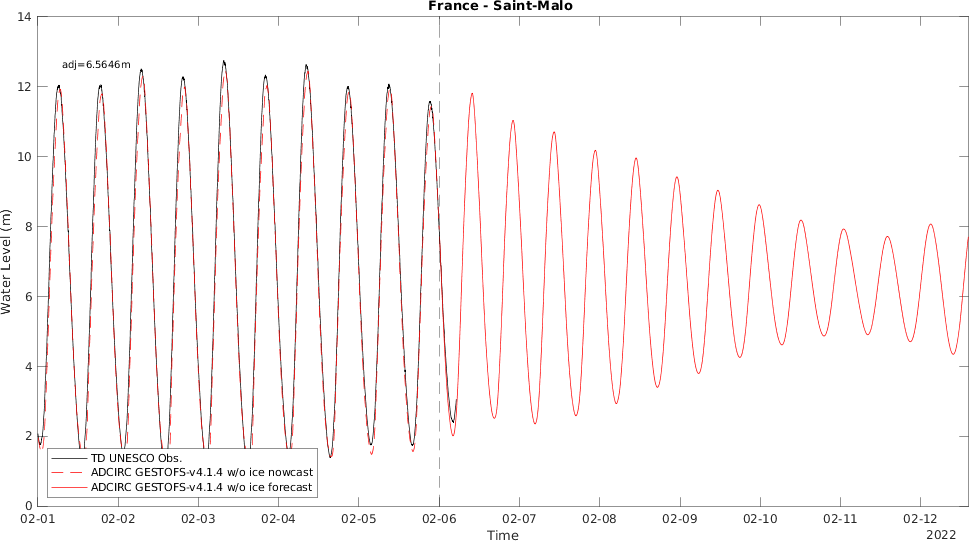 France - Saint-Malo
14
adj=6.5646m
12
10
8
6
4
2
0
Water Level (m)
TD UNESCO Obs.
ADCIRC GESTOFS-v4.1.4 w/o ice nowcast
ADCIRC GESTOFS-v4.1.4 w/o ice forecast
02-01 02-02 02-03 02-04 02-05 02-06 02-07 02-08 02-09 02-10 02-11 02-12
Time
2022